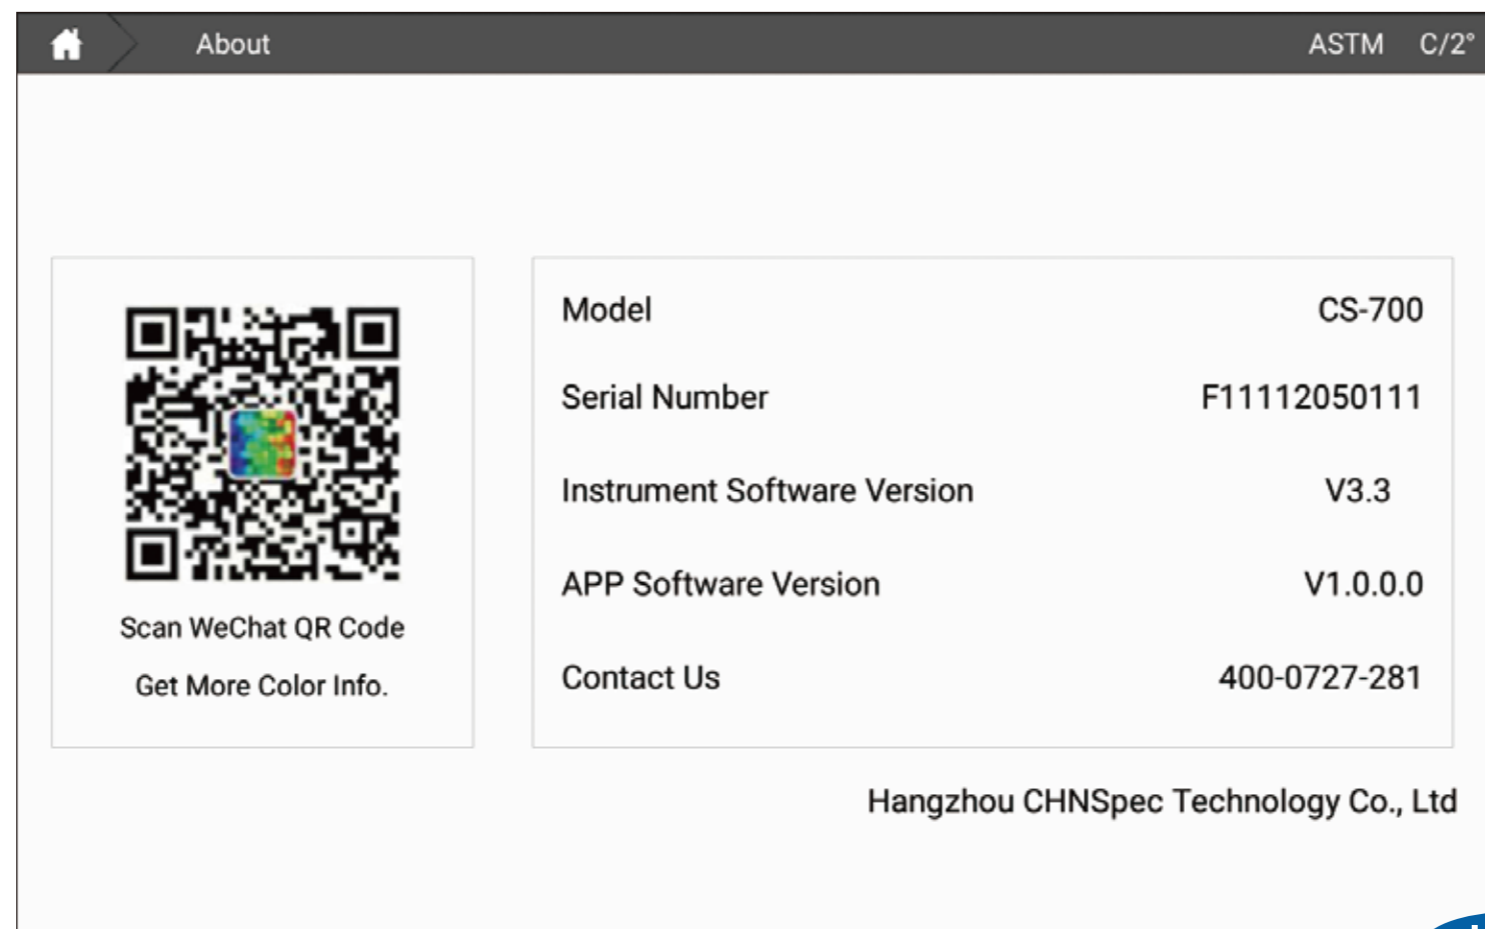 About ASTM C/2°
Model CS-700
Serial Number F11112050111
Instrument Software Version V3.3
APP Software Version V1.0.0.0
Contact Us 400-0727-281
Scan WeChat QR Code
Get More Color Info.
Hangzhou CHNSpec Technology Co., Ltd